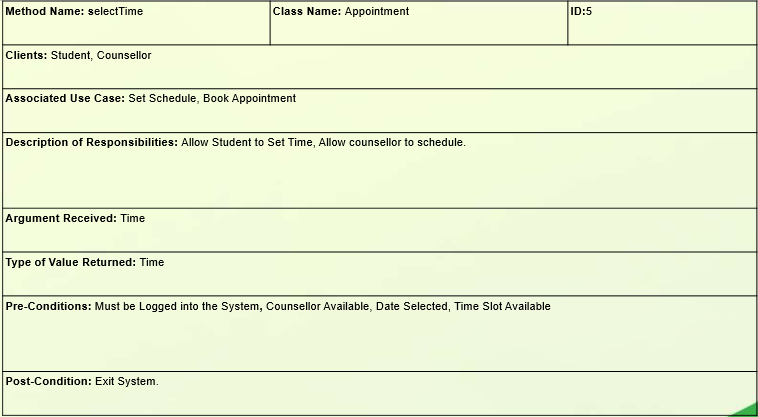 Method Name: selectTime Class Name: Appointment ID:5
Clients: Student, Counsellor
Associated Use Case: Set Schedule, Book Appointment
Description of Responsibilities: Allow Student to Set Time, Allow counsellor to schedule.
Argument Received: Time
Type of Value Returned: Time
Pre-Conditions: Must be Logged into the System, Counsellor Available, Date Selected, Time Slot Available
Post-Condition: Exit System.